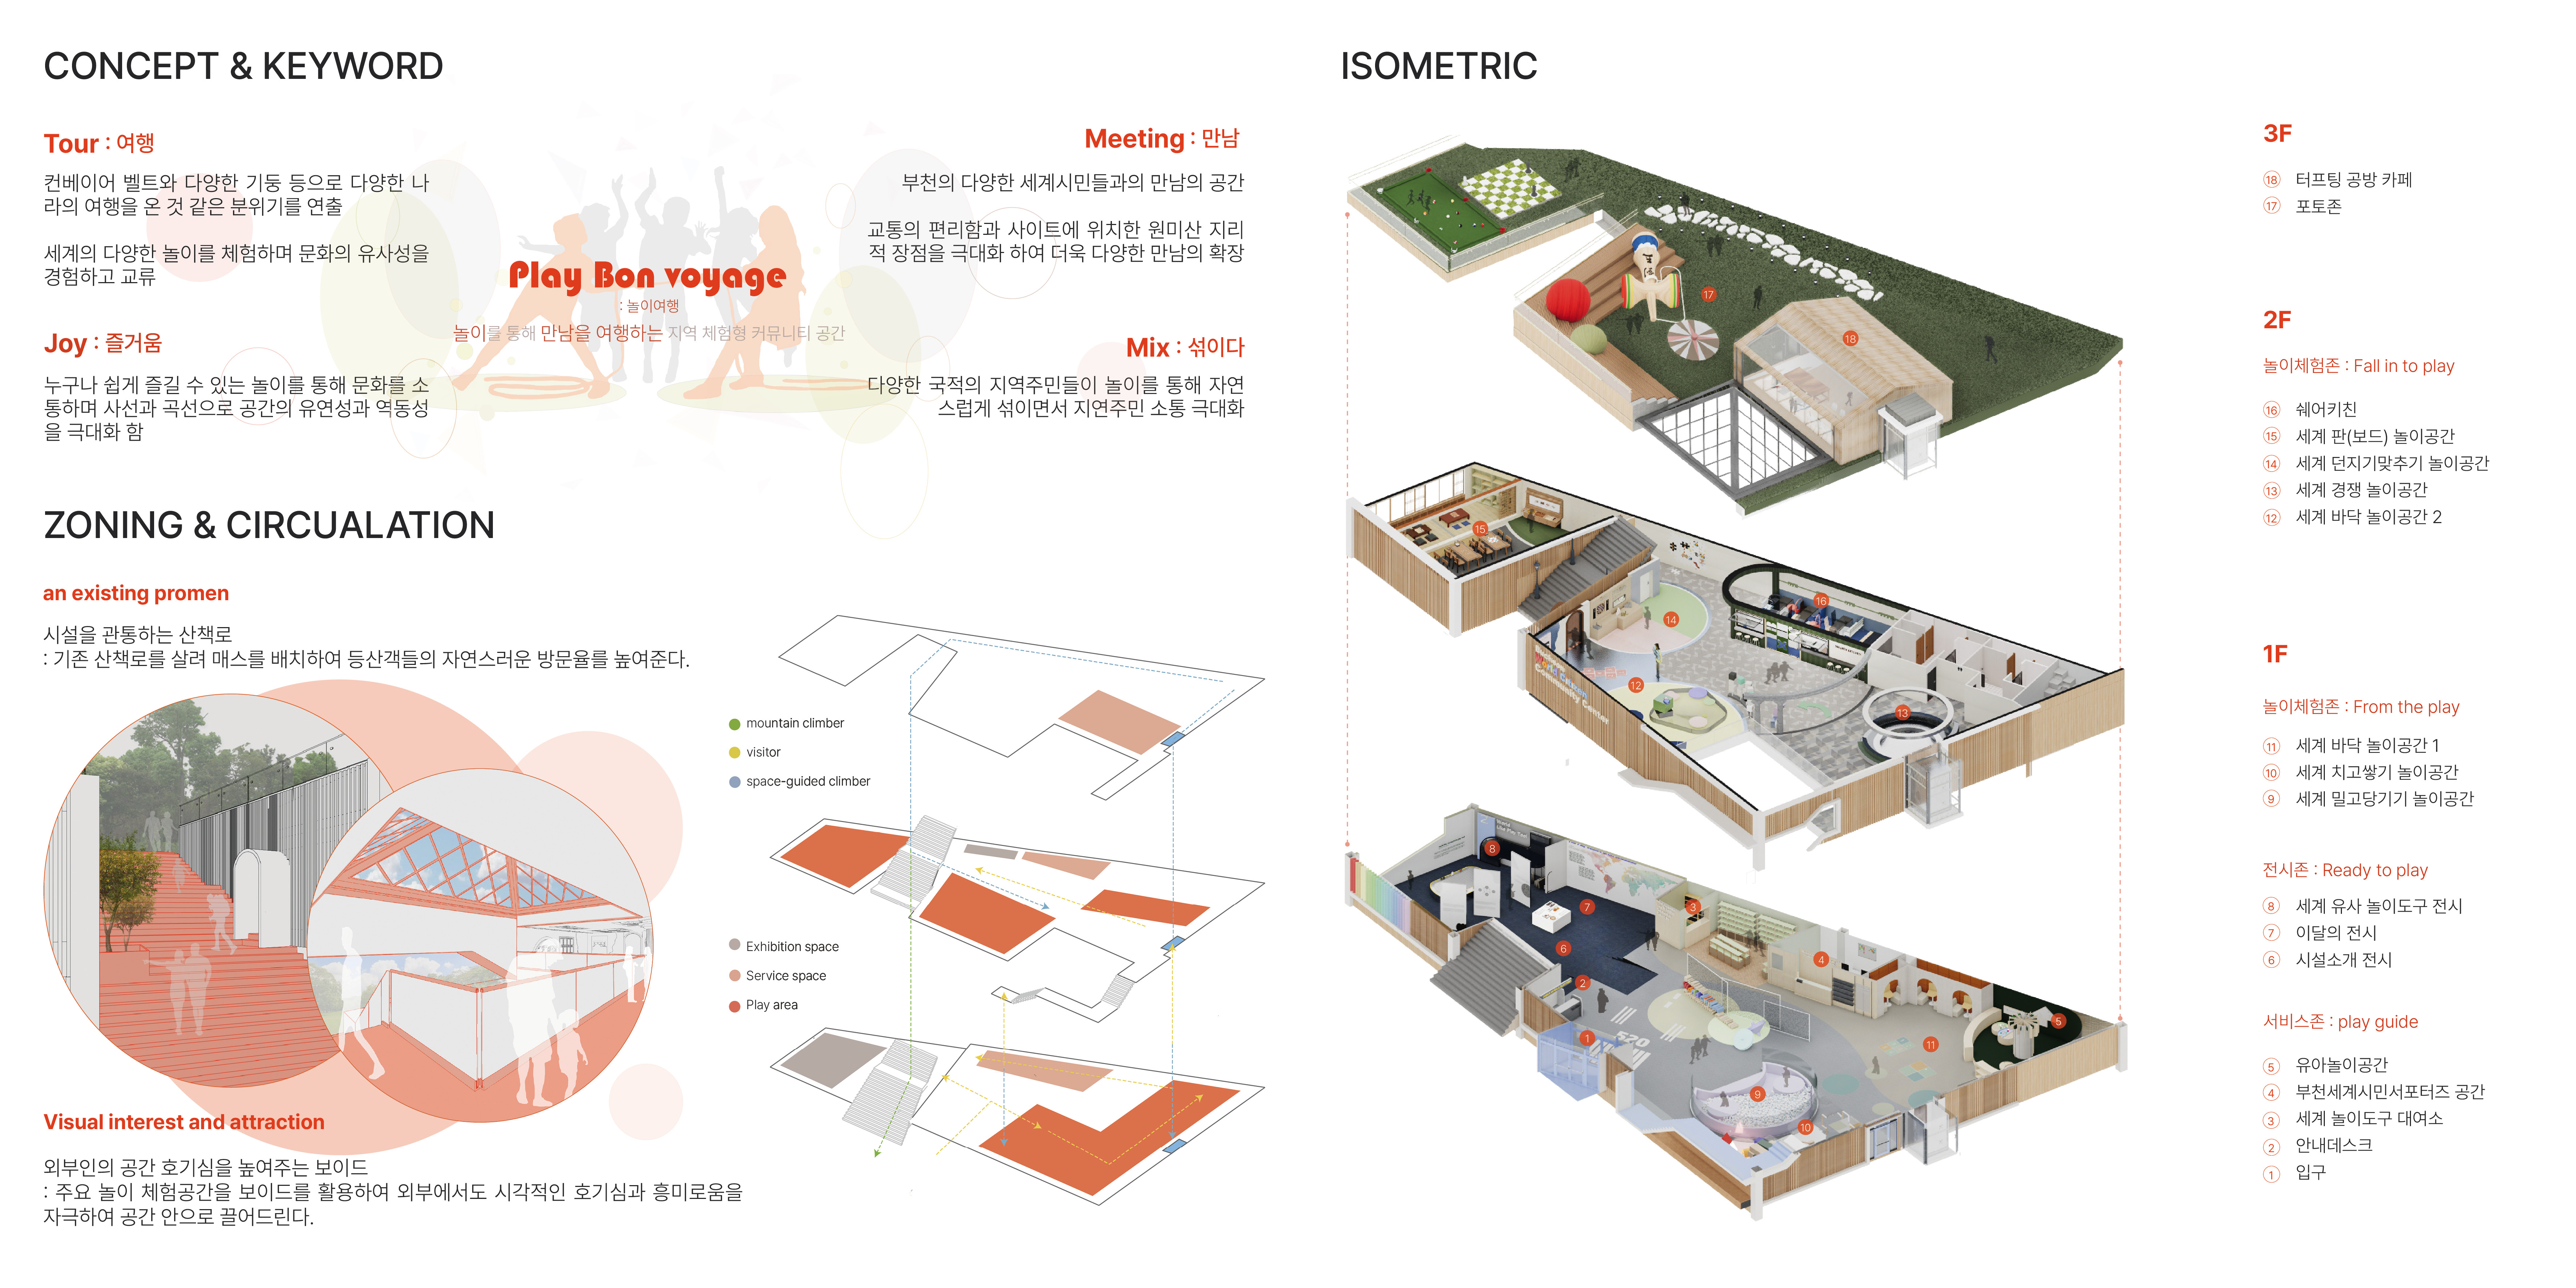 CONCEPT & KEYWORD
Tour : 여행
컨베이어 벨트와 다양한 기둥 등으로 다양한 나
라의 여행을 온 것 같은 분위기를 연출
세계의 다양한 놀이를 체험하며 문화의 유사성을
경험하고 교류
Joy : 즐거움
누구나 쉽게 즐길 수 있는 놀이를 통해 문화를 소
통하며 사선과 곡선으로 공간의 유연성과 역동성
을 극대화 함
Play Bon voyage
: 놀이여행
놀이를 통해 만남을 여행하는 지역 체험형 커뮤니티 공간
Meeting : 만남
부천의 다양한 세계시민들과의 만남의 공간
교통의 편리함과 사이트에 위치한 원미산 지리
적 장점을 극대화 하여 더욱 다양한 만남의 확장
Mix : 섞이다
다양한 국적의 지역주민들이 놀이를 통해 자연
스럽게 섞이면서 지연주민 소통 극대화
ZONING & CIRCUALATION
an existing promen
시설을 관통하는 산책로
: 기존 산책로를 살려 매스를 배치하여 등산객들의 자연스러운 방문율를 높여준다.
Visual interest and attraction
외부인의 공간 호기심을 높여주는 보이드
: 주요 놀이 체험공간을 보이드를 활용하여 외부에서도 시각적인 호기심과 흥미로움을
자극하여 공간 안으로 끌어드린다.
mountain climber
visitor
space-guided climber
Exhibition space
Service space
Play area
ISOMETRIC
17
18
15
16
14
12
13
Community Center
8
7
3
6
4
2
5
1
11
9
10
3F
18 터프팅 공방 카페
17 포토존
2F
놀이체험존 : Fall in to play
16 쉐어키친
15 세계 판(보드) 놀이공간
14 세계 던지기맞추기 놀이공간
13 세계 경쟁 놀이공간
12 세계 바닥 놀이공간 2
1F
놀이체험존 : From the play
11 세계 바닥 놀이공간 1
10 세계 치고쌓기 놀이공간
9 세계 밀고당기기 놀이공간
전시존 : Ready to play
8 세계 유사 놀이도구 전시
7 이달의 전시
6 시설소개 전시
서비스존 : play guide
5 유아놀이공간
4 부천세계시민서포터즈 공간
3 세계 놀이도구 대여소
2 안내데스크
1 입구